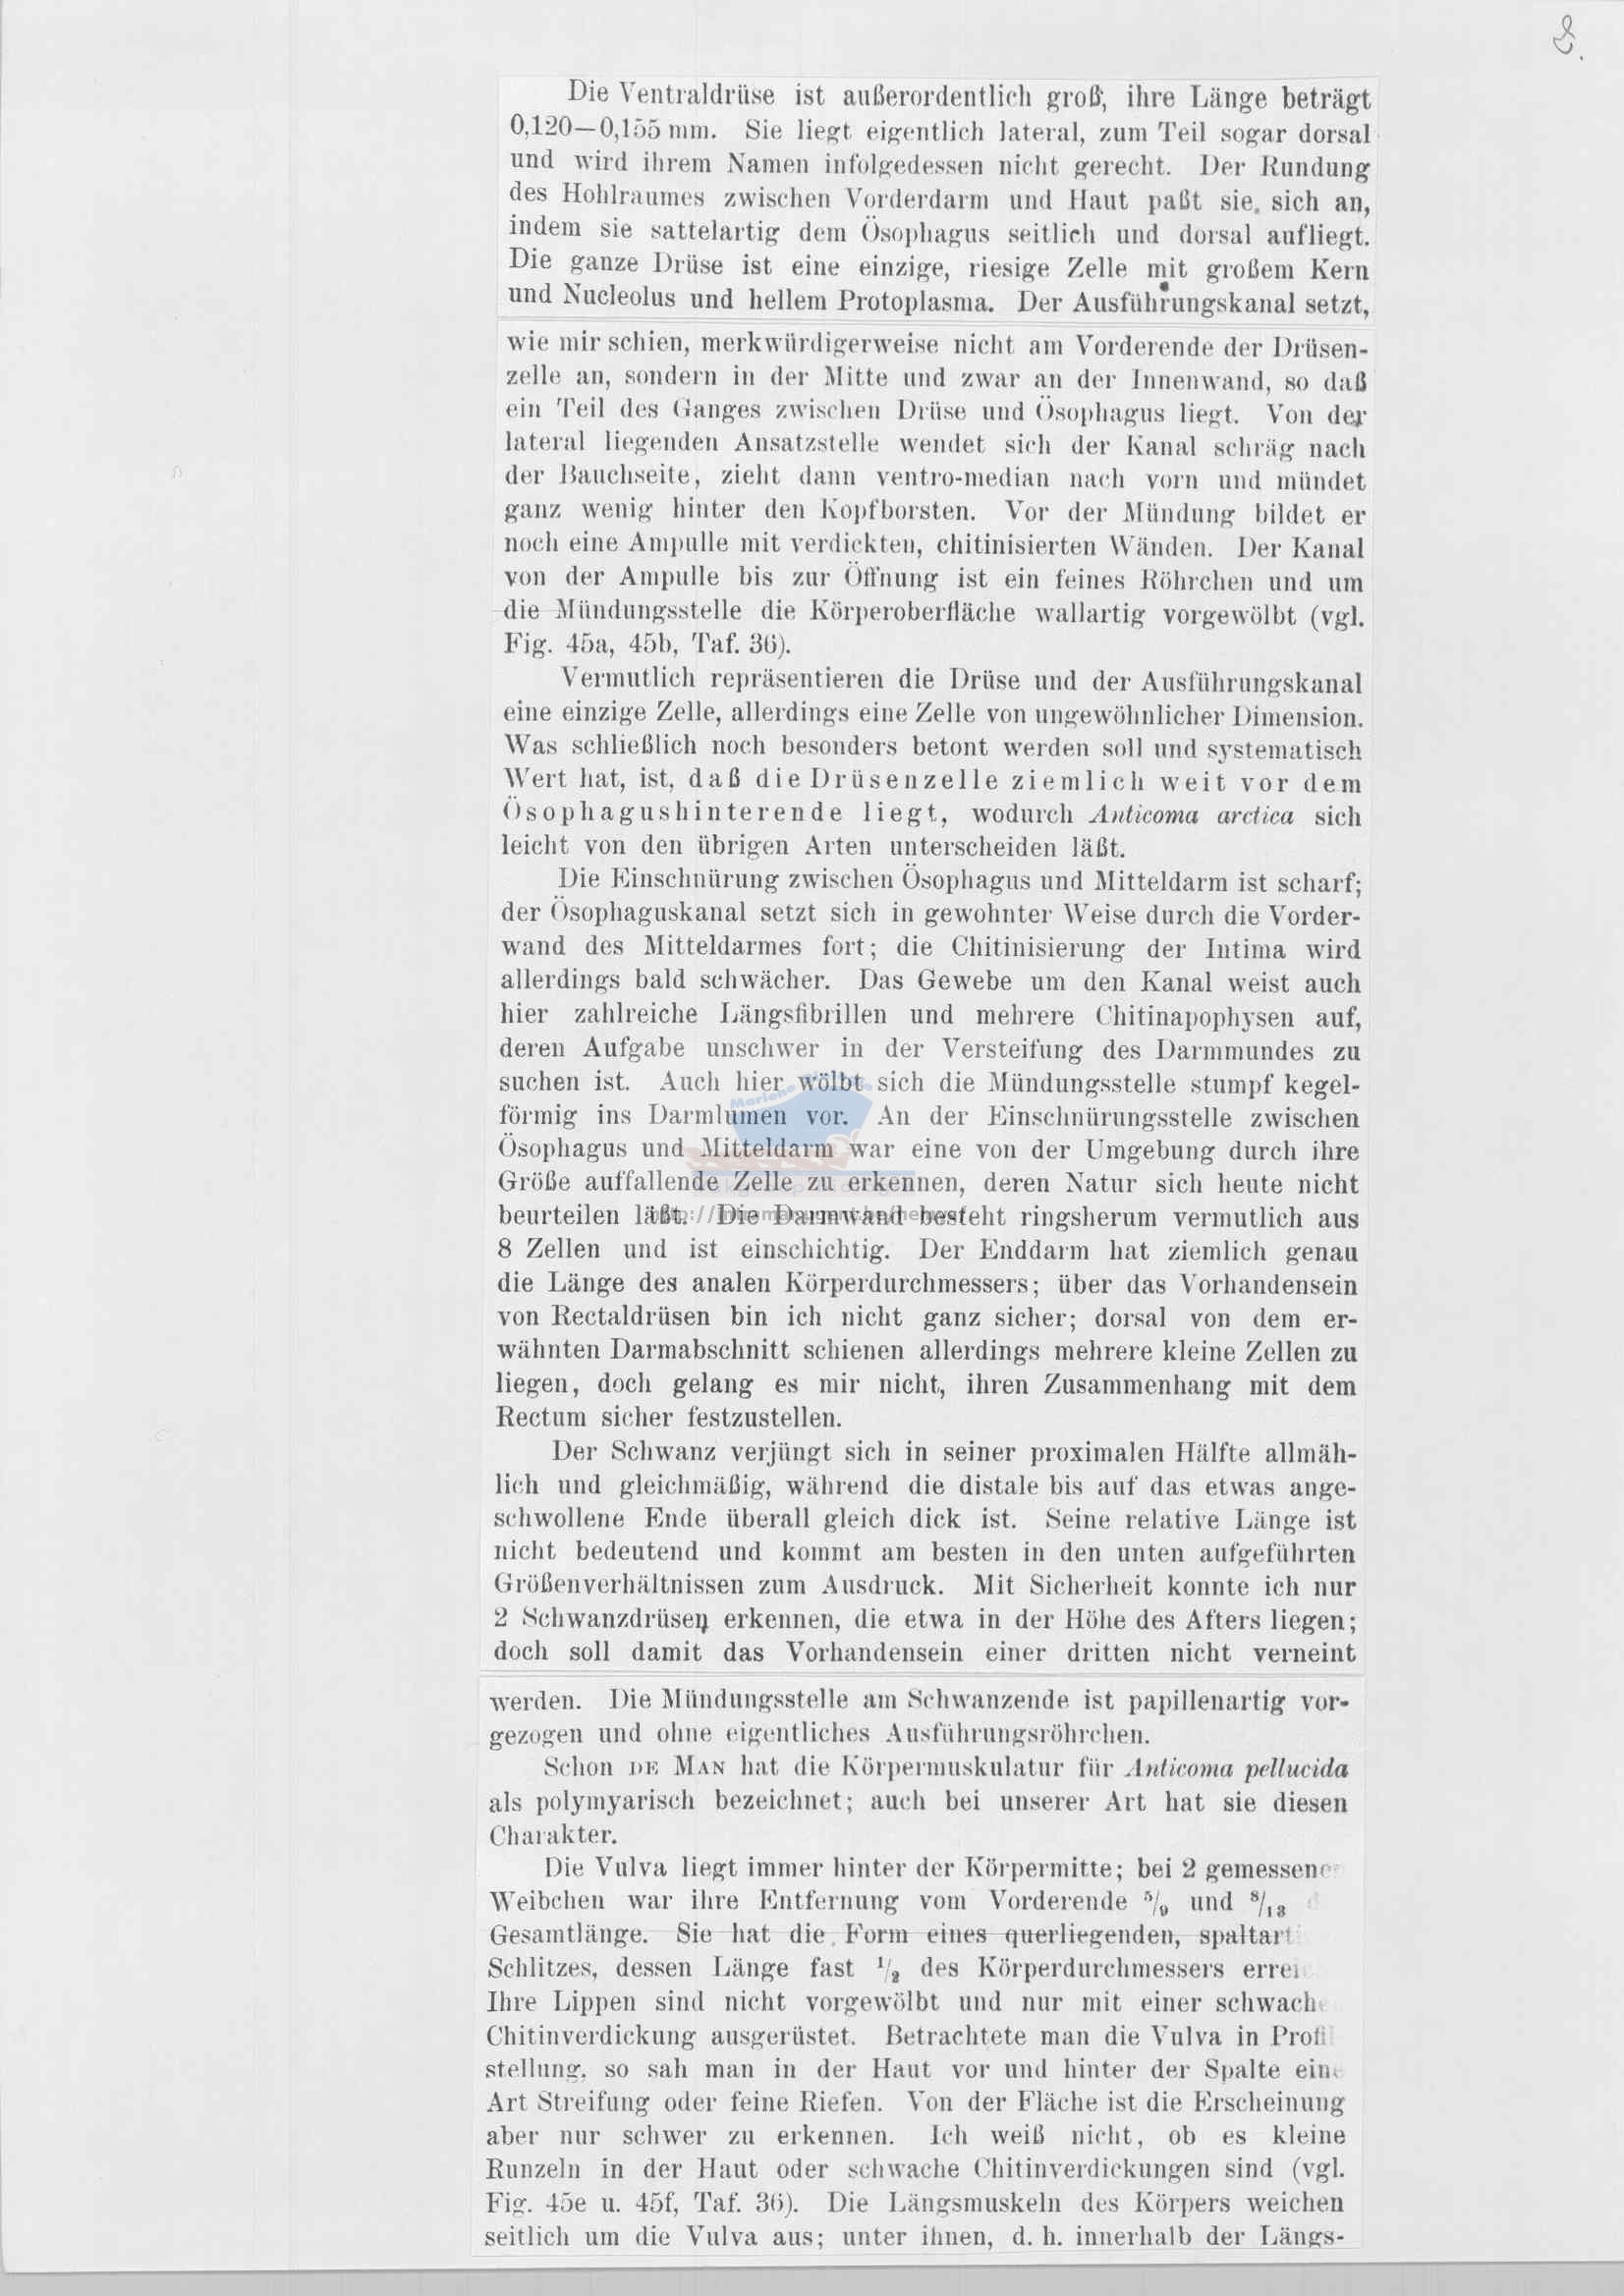 8.
Die Ventraldrüse ist außerordentlich groß, ihre Länge beträgt
0,120—0,155 mm. Sie liegt eigentlich lateral, zum Teil sogar dorsal
und wird ihrem Namen infolgedessen nicht gerecht. Der Rundung
des Hohlraumes zwischen Vorderdarm und Haut paßt sie sich an,
indem sie sattelartig dem Ösophagus seitlich und dorsal aufliegt.
Die ganze Drüse ist eine einzige, riesige Zelle mit großem Kern
und Nucleolus und hellem Protoplasma. Der Ausführungskanal setzt,
wie mir schien, merkwürdigerweise nicht am Vorderende der Drüsen-
zelle an, sondern in der Mitte und zwar an der Innenwand, so daß
ein Teil des Ganges zwischen Drüse und Ösophagus liegt. Von der
lateral liegenden Ansatzstelle wendet sich der Kanal schräg nach
der Bauchseite, zieht dann ventro-median nach vorn und mündet
ganz wenig hinter den Kopfborsten. Vor der Mündung bildet er
noch eine Ampulle mit verdickten, chitinisierten Wänden. Der Kanal
von der Ampulle bis zur Öffnung ist ein feines Röhrchen und um
die Mündungsstelle die Körperoberfläche wallartig vorgewölbt (vgl.
Fig. 45a, 45b, Taf. 36).
Vermutlich repräsentieren die Drüse und der Ausführungskanal
eine einzige Zelle, allerdings eine Zelle von ungewöhnlicher Dimension.
Was schließlich noch besonders betont werden soll und systematisch
Wert hat, ist, daß die Drüsenzelle ziemlich weit vor dem
Ösophagushinterende liegt, wodurch Anticoma arctica sich
leicht von den übrigen Arten unterscheiden läßt.
Die Einschnürung zwischen Ösophagus und Mitteldarm ist scharf;
der Ösophaguskanal setzt sich in gewohnter Weise durch die Vorder-
wand des Mitteldarmes fort; die Chitinisierung der Intima wird
allerdings bald schwächer. Das Gewebe um den Kanal weist auch
hier zahlreiche Längsfibrillen und mehrere Chitinapophysen auf,
deren Aufgabe unschwer in der Versteifung des Darmmundes zu
suchen ist. Auch hier wölbt sich die Mündungsstelle stumpf kegel-
förmig ins Darmlumen vor. An der Einschnürungsstelle zwischen
Ösophagus und Mitteldarm war eine von der Umgebung durch ihre
Größe auffallende Zelle zu erkennen, deren Natur sich heute nicht
beurteilen läßt. Die Darmwand besteht ringsherum vermutlich aus
8 Zellen und ist einschichtig. Der Enddarm hat ziemlich genau
die Länge des analen Körperdurchmessers; über das Vorhandensein
von Rectaldrüsen bin ich nicht ganz sicher; dorsal von dem er-
wähnten Darmabschnitt schienen allerdings mehrere kleine Zellen zu
liegen, doch gelang es mir nicht, ihren Zusammenhang mit dem
Rectum sicher festzustellen.
Der Schwanz verjüngt sich in seiner proximalen Hälfte allmäh-
lich und gleichmäßig, während die distale bis auf das etwas ange-
schwollene Ende überall gleich dick ist. Seine relative Länge ist
nicht bedeutend und kommt am besten in den unten aufgeführten
Größenverhältnissen zum Ausdruck. Mit Sicherheit konnte ich nur
2 Schwanzdrüsen erkennen, die etwa in der Höhe des Afters liegen;
doch soll damit das Vorhandensein einer dritten nicht verneint
werden. Die Mündungsstelle am Schwanzende ist papillenartig vor-
gezogen und ohne eigentliches Ausführungsröhrchen.
Schon DE MAN hat die Körpermuskulatur für Anticoma pellucida
als polymyarisch bezeichnet; auch bei unserer Art hat sie diesen
Charakter.
Die Vulva liegt immer hinter der Körpermitte; bei 2 gemessene
Weibchen war ihre Entfernung vom Vorderende 5/9 und 8/13
Gesamtlänge. Sie hat die Form eines querliegenden, spaltart
Schlitzes, dessen Länge fast 1/2 des Körperdurchmessers errei
Ihre Lippen sind nicht vorgewölbt und nur mit einer schwache
Chitinverdickung ausgerüstet. Betrachtete man die Vulva in Profi
stellung, so sah man in der Haut vor und hinter der Spalte eine
Art Streifung oder feine Riefen. Von der Fläche ist die Erscheinung
aber nur schwer zu erkennen. Ich weiß nicht, ob es kleine
Runzeln in der Haut oder schwache Chitinverdickungen sind (vgl.
Fig. 45e u. 45f, Taf. 36). Die Längsmuskeln des Körpers weichen
seitlich um die Vulva aus; unter ihnen, d. h. innerhalb der Längs-